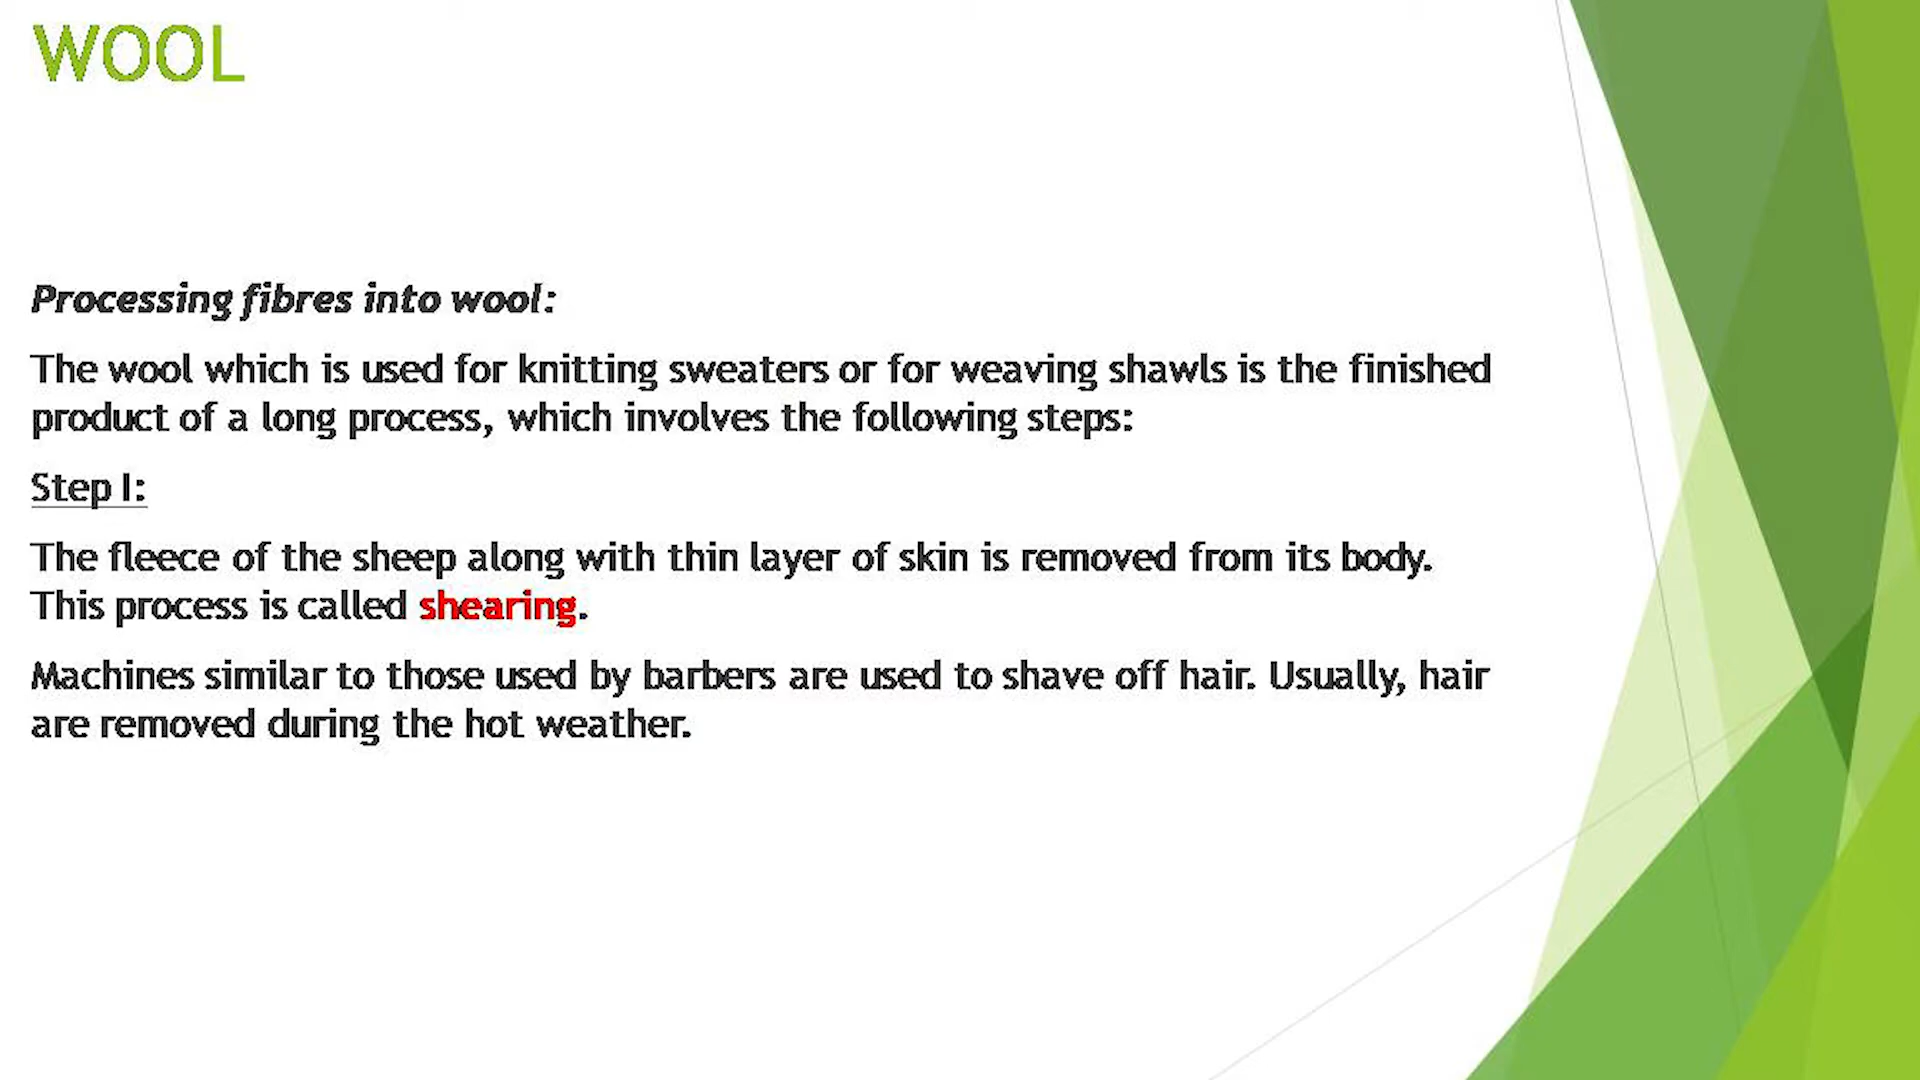 WOOL
Processing fibres into wool:
The wool which is used for knitting sweaters or for weaving shawls is the finished
product of a long process, which involves the following steps:
Step I:
The fleece of the sheep along with thin layer of skin is removed from its body.
This process is called shearing.
Machines similar to those used by barbers are used to shave off hair. Usually, hair
are removed during the hot weather.